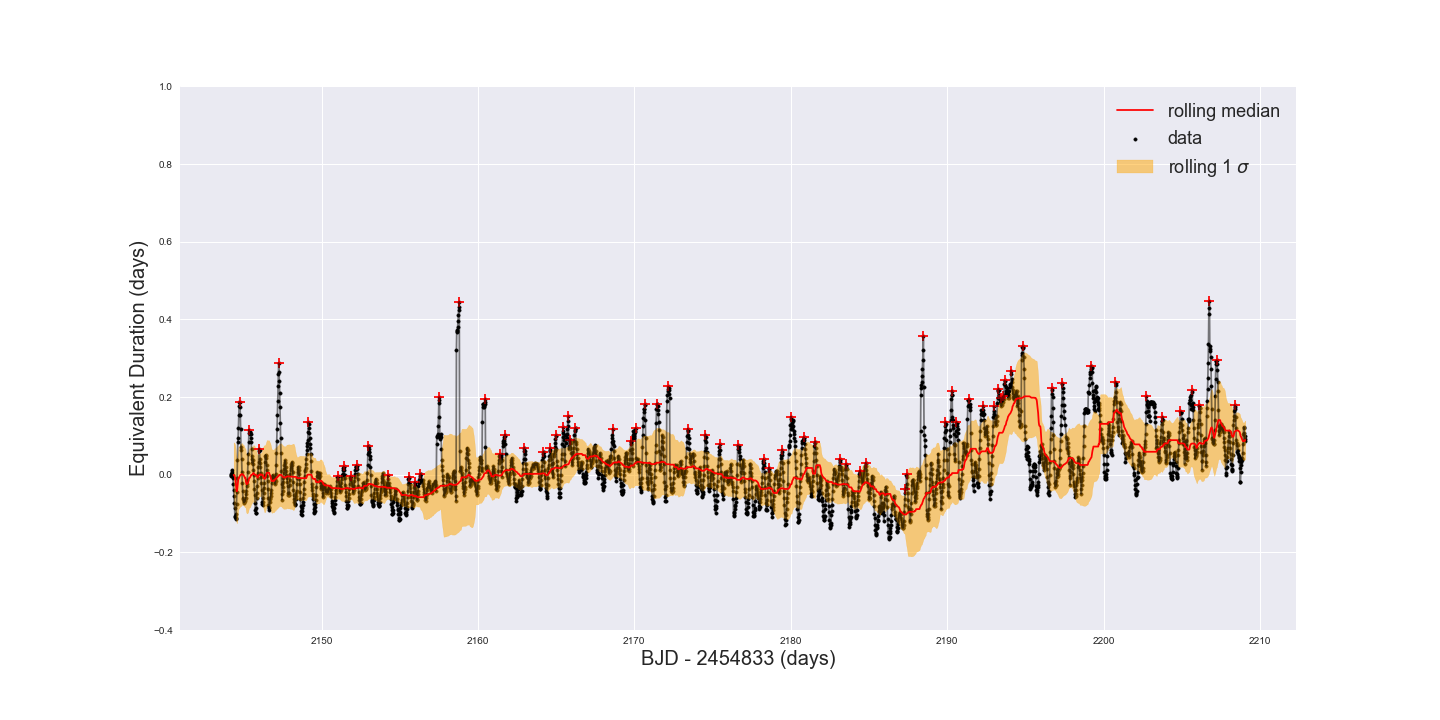 1.0
0.8
0.6
0.4
0.2
0.0
−0.2
−0.4
Equivalent Duration (days)
rolling median
data
rolling 1 σ
2150 2160 2170 2180 2190 2200 2210
BJD - 2454833 (days)